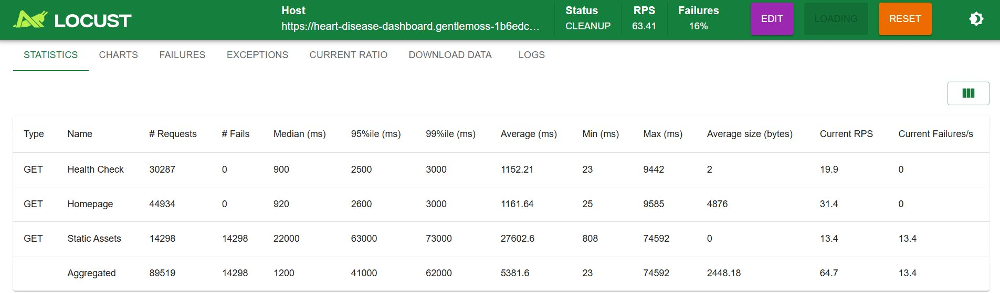 LOCUST
Host
https://heart-disease-dashboard.gentlemoss-1b6edc…
Status
CLEANUP
RPS
63.41
Failures
16%
EDIT
LOADING
RESET
STATISTICS CHARTS FAILURES EXCEPTIONS CURRENT RATIO DOWNLOAD DATA LOGS
Type Name # Requests # Fails Median (ms) 95%ile (ms) 99%ile (ms) Average (ms) Min (ms) Max (ms) Average size (bytes) Current RPS Current Failures/s
GET Health Check 30287 0 900 2500 3000 1152.21 23 9442 2 19.9 0
GET Homepage 44934 0 920 2600 3000 1161.64 25 9585 4876 31.4 0
GET Static Assets 14298 14298 22000 63000 73000 27602.6 808 74592 0 13.4 13.4
Aggregated 89519 14298 1200 41000 62000 5381.6 23 74592 2448.18 64.7 13.4